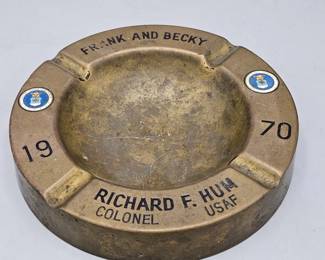 FRANK AND BECKY
19 70
RICHARD F. HUM
COLONEL USAF